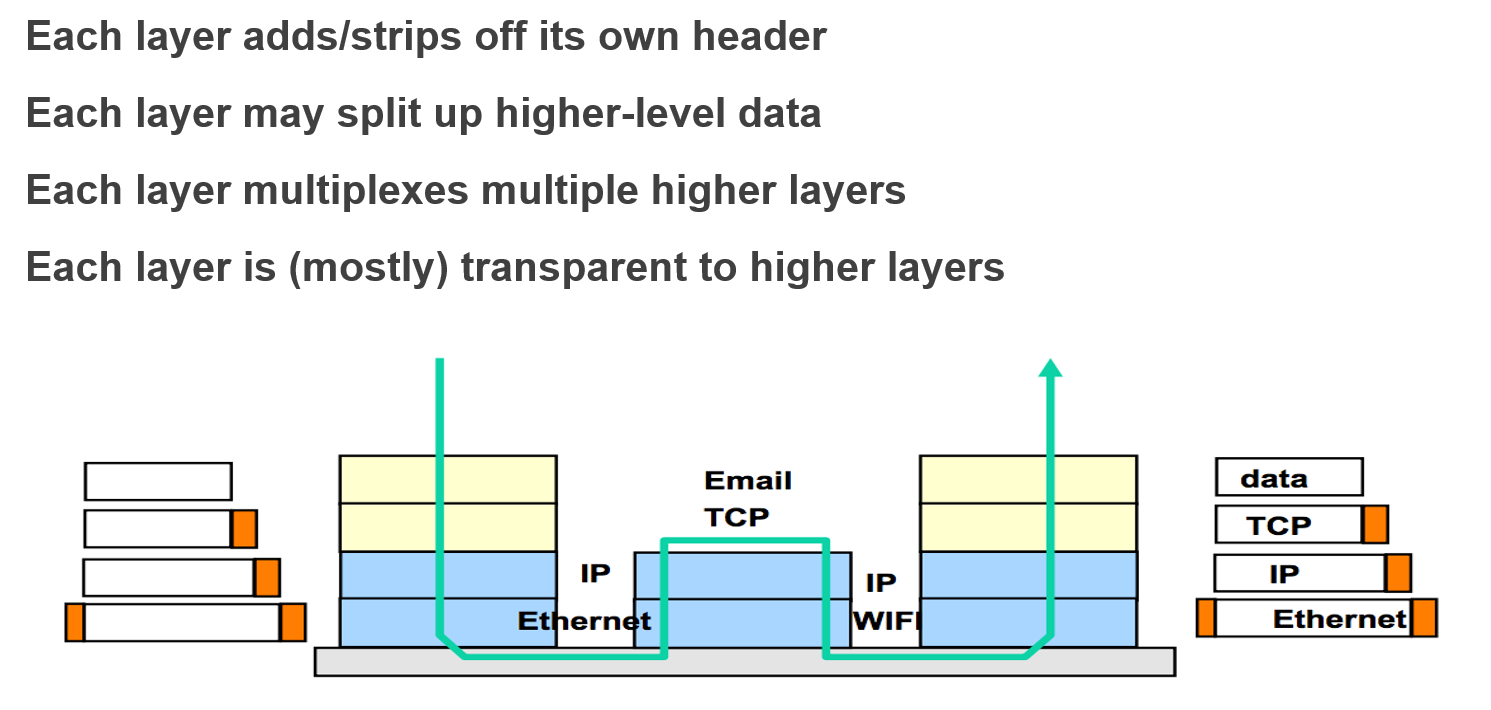 Each layer adds/strips off its own header
Each layer may split up higher-level data
Each layer multiplexes multiple higher layers
Each layer is (mostly) transparent to higher layers
Email
TCP
IP
Ethernet
IP
WIFI
data
TCP
IP
Ethernet